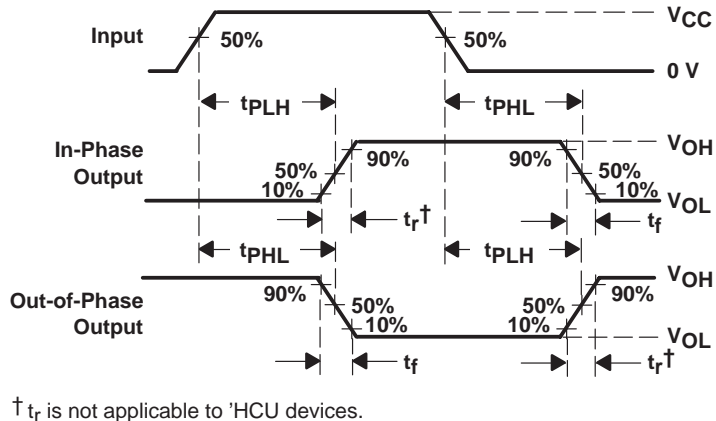 Input
50%
50%
VCC
0 V
tPLH
tPHL
In-Phase
Output
90%
50%
10%
90%
50%
10%
VOH
VOL
tr†
tf
tPHL
tPLH
Out-of-Phase
Output
90%
50%
10%
90%
10%
50%
VOH
VOL
tf
tr†
† tr is not applicable to ’HCU devices.